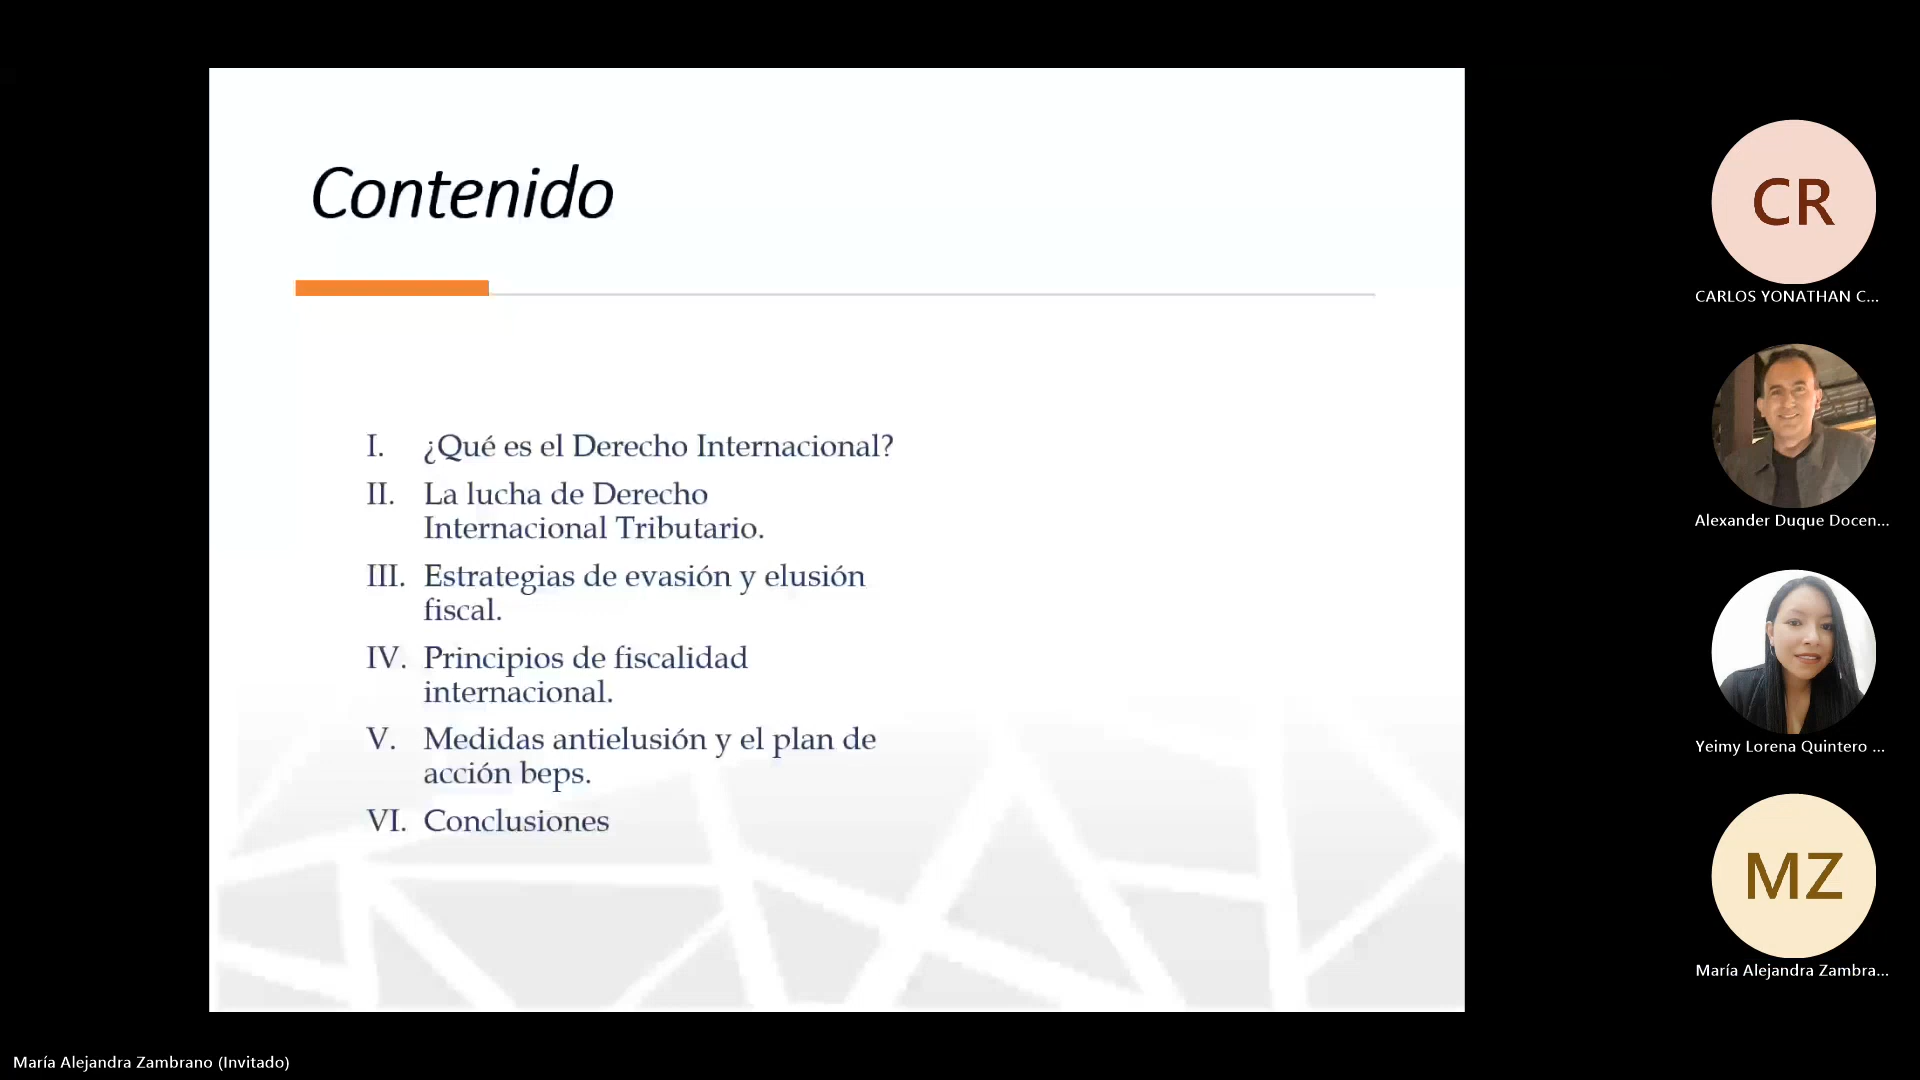 Contenido
I. ¿Qué es el Derecho Internacional?
II. La lucha de Derecho
Internacional Tributario.
III. Estrategias de evasión y elusión
fiscal.
IV. Principios de fiscalidad
internacional.
V. Medidas antielusión y el plan de
acción beps.
VI. Conclusiones
CR
CARLOS YONATHAN C...
Alexander Duque Docen...
Yeimy Lorena Quintero ...
MZ
María Alejandra Zambra...
María Alejandra Zambrano (Invitado)